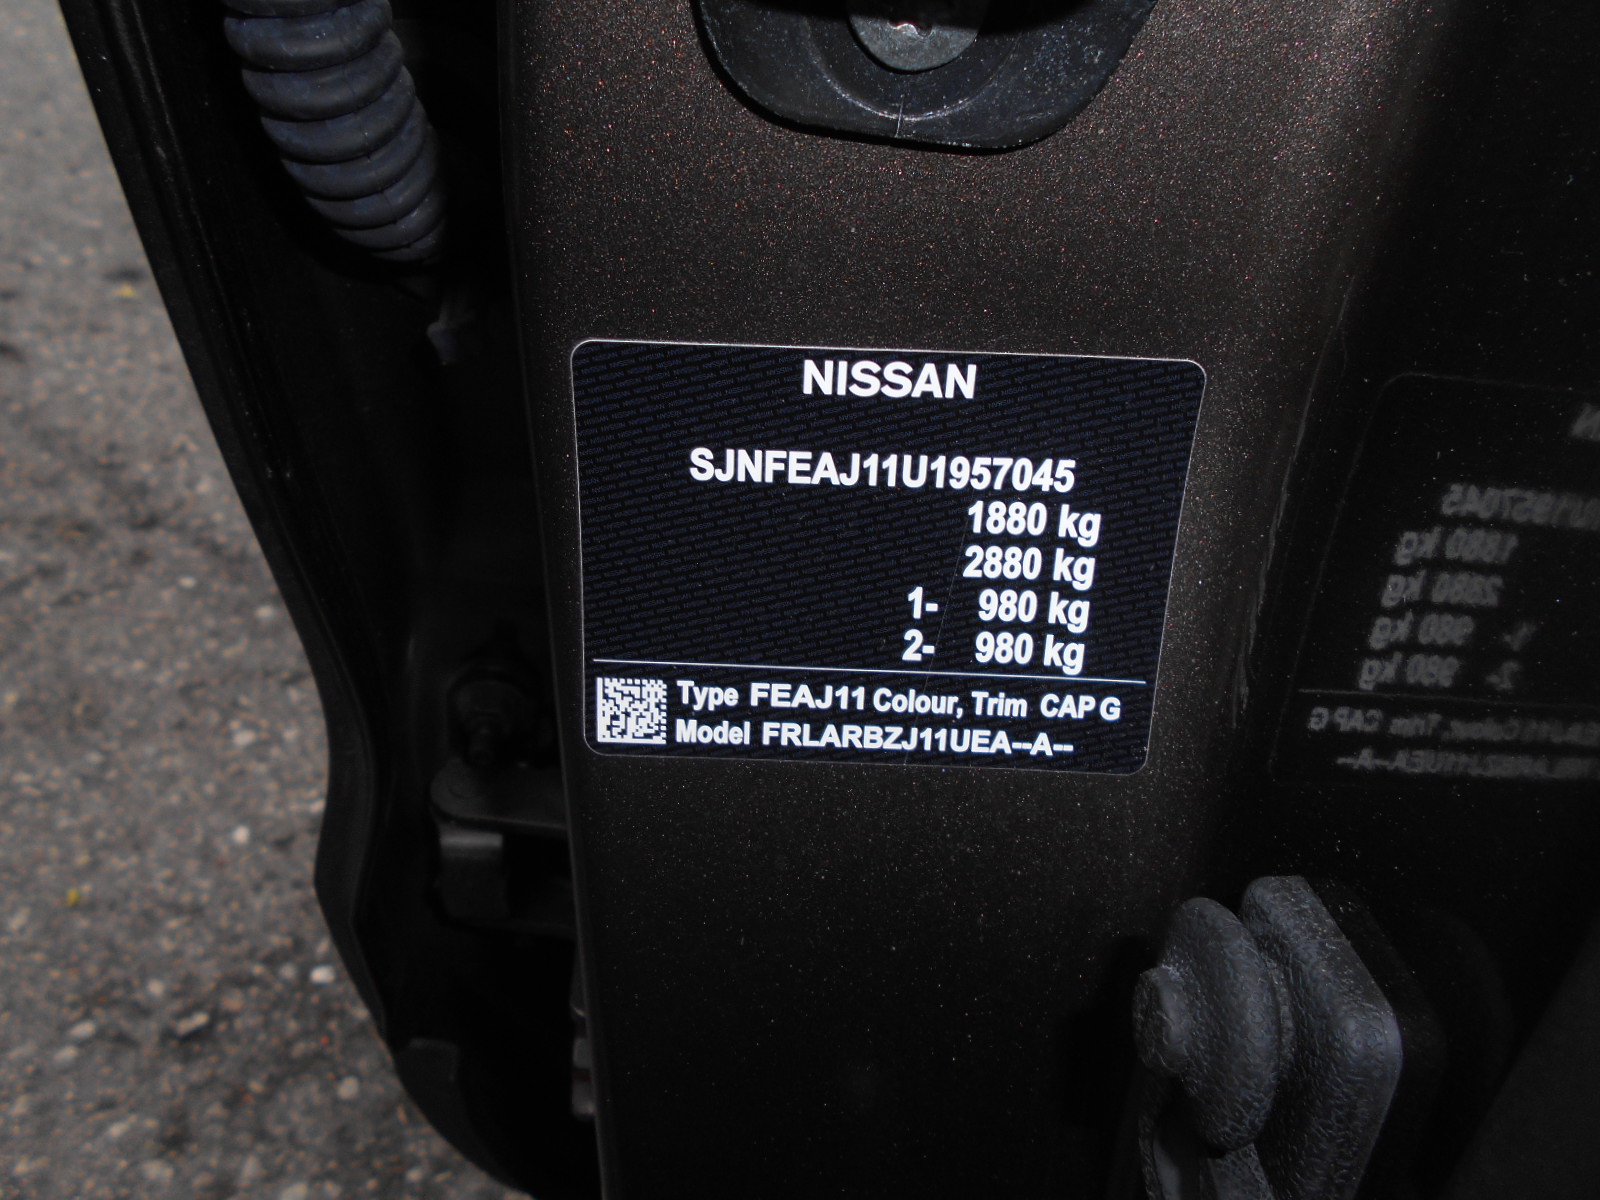 NISSAN
SJNFEAJ11U1957045
1880 kg
2880 kg
1- 980 kg
2- 980 kg
Type FEAJ11 Colour, Trim CAP G
Model FRLARBZJ11UEA--A--